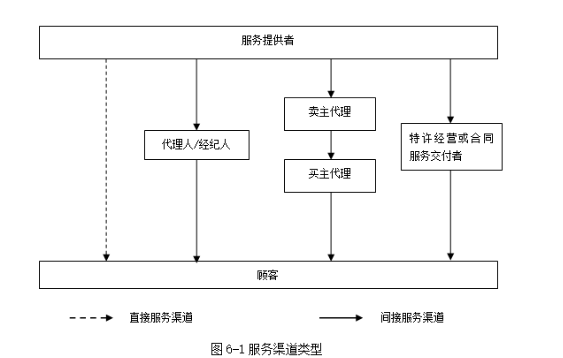 服务提供者
卖主代理
特许经营或合同
服务交付者
代理人/经纪人
买主代理
顾客
直接服务渠道
间接服务渠道
图 6-1 服务渠道类型